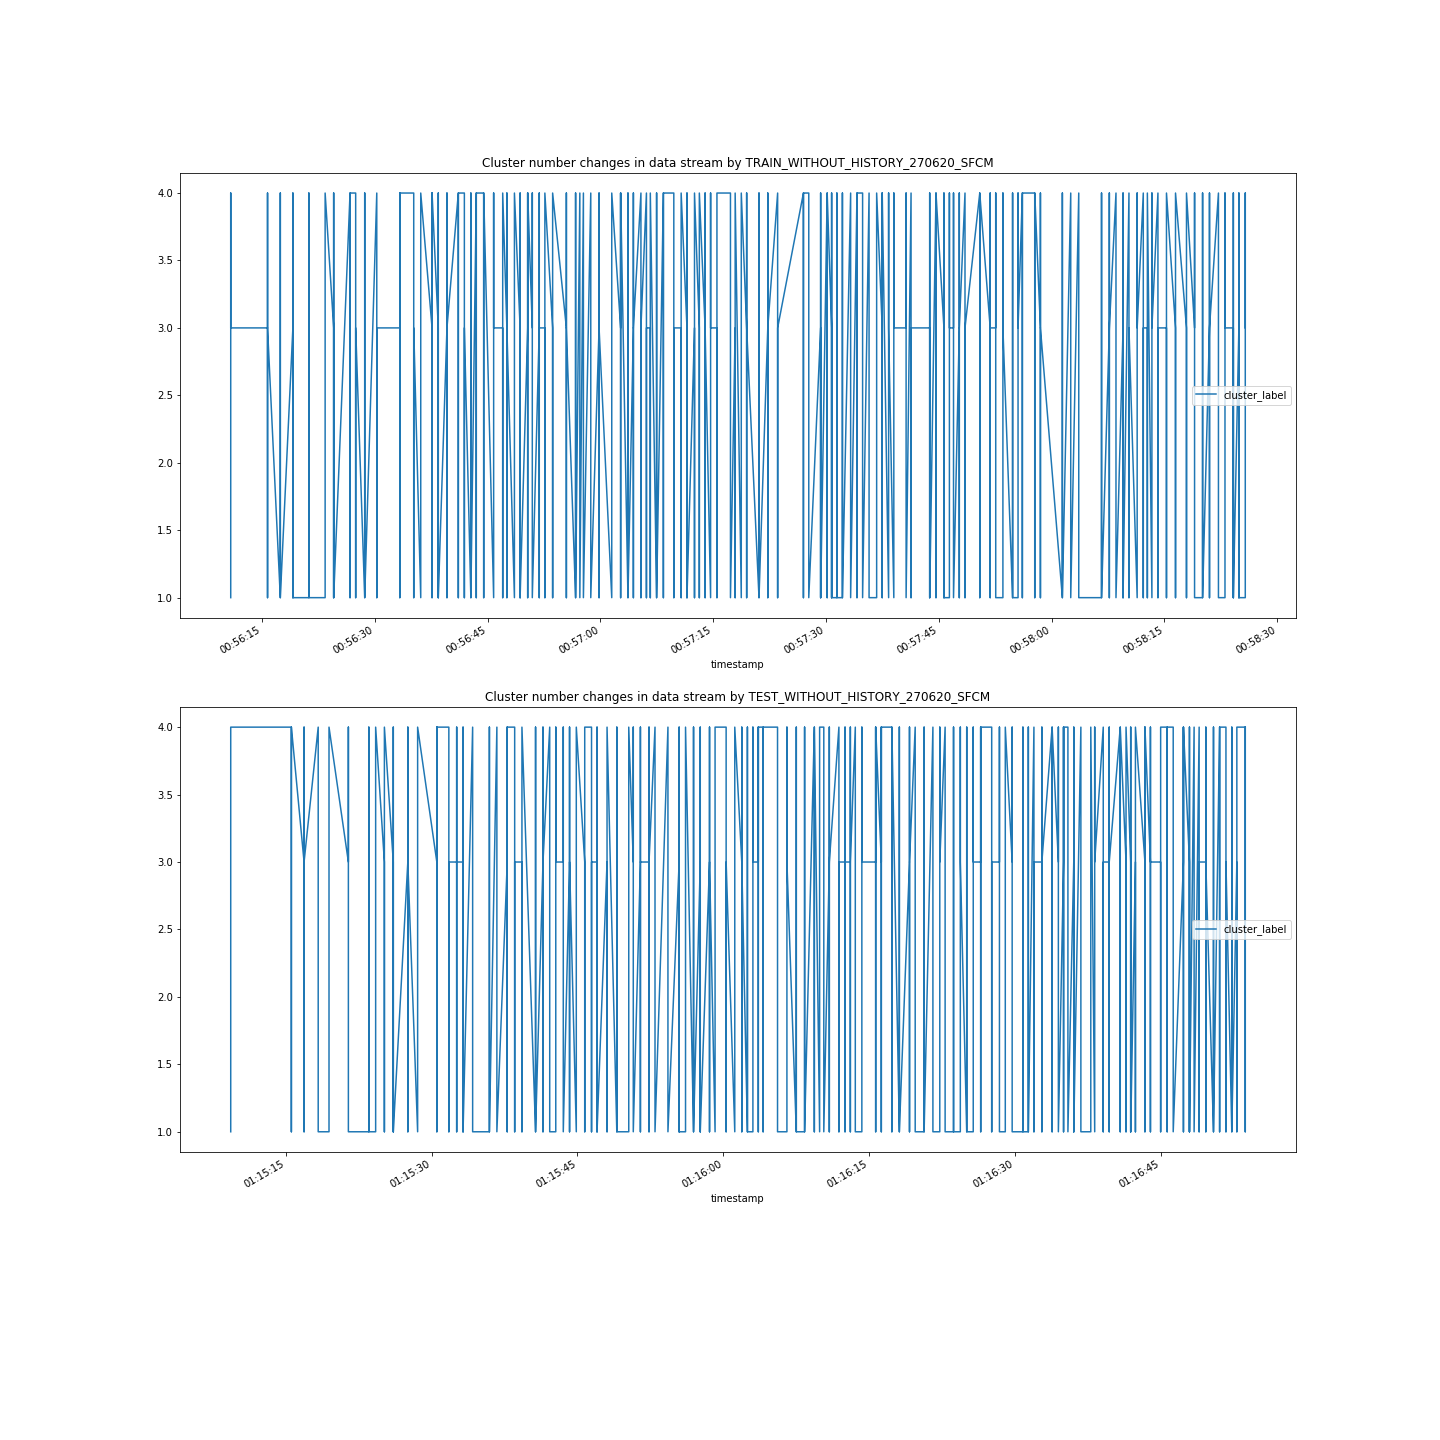 Cluster number changes in data stream by TRAIN_WITHOUT_HISTORY_270620_SFCM
4.0
3.5
3.0
2.5
2.0
1.5
1.0
cluster_label
00:56:15 00:56:30 00:56:45 00:57:00 00:57:15 00:57:30 00:57:45 00:58:00 00:58:15 00:58:30
timestamp
Cluster number changes in data stream by TEST_WITHOUT_HISTORY_270620_SFCM
4.0
3.5
3.0
2.5
2.0
1.5
1.0
cluster_label
01:15:15 01:15:30 01:15:45 01:16:00 01:16:15 01:16:30 01:16:45
timestamp